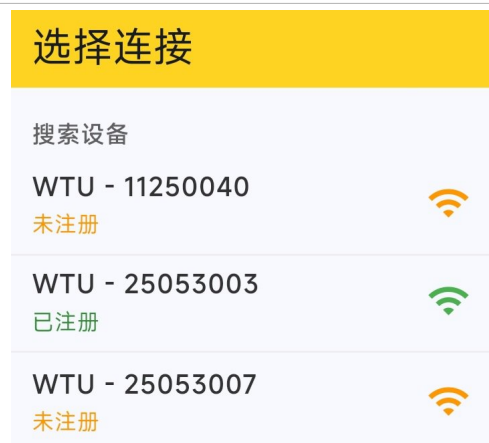 选择连接
搜索设备
WTU - 11250040
未注册
WTU - 25053003
已注册
WTU - 25053007
未注册